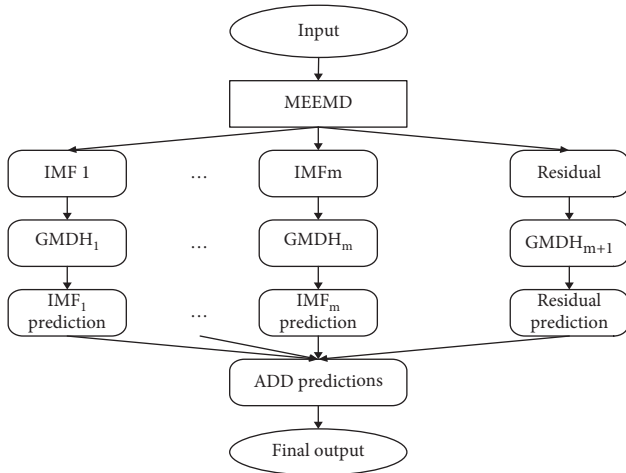 Input
MEEMD
IMF 1 ... IMFm Residual
GMDH₁ ... GMDHₘ GMDHₘ₊₁
IMF₁ prediction ... IMFₘ prediction Residual prediction
ADD predictions
Final output